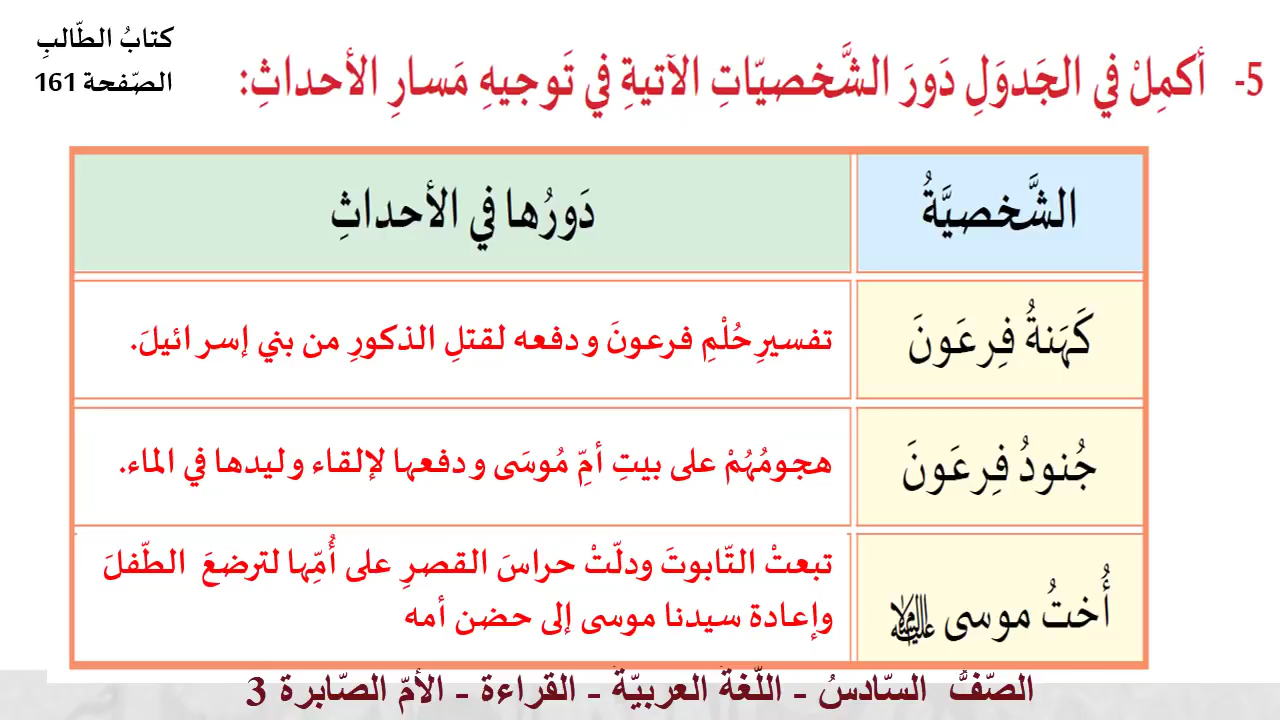 كتابُ الطّالبِ
الصّفحة 161
5- أكمِلْ في الجَدوَلِ دَورَ الشَّخصيّاتِ الآتيةِ في تَوجيهِ مَسارِ الأحداثِ:
الشَّخصيَّةُ
دَورُها في الأحداثِ
كَهَنةُ فِرعَونَ
تفسيرِ حُلْمِ فرعونَ ودفعه لقتلِ الذكورِ من بني إسرائيلَ.
جُنودُ فِرعَونَ
هجومُهُمْ على بيتِ أمِّ مُوسَى ودفعها لإلقاء وليدها في الماء.
أُختُ موسى عليه السلام
تبعتْ التّابوتَ ودلّتْ حراسَ القصرِ على أُمِّها لترضعَ الطّفلَ
وإعادة سيدنا موسى إلى حضن أمه
الصّفَّ السّادسُ - اللّغةَ العربيّةَ - القراءة - الأمّ الصّابرة 3